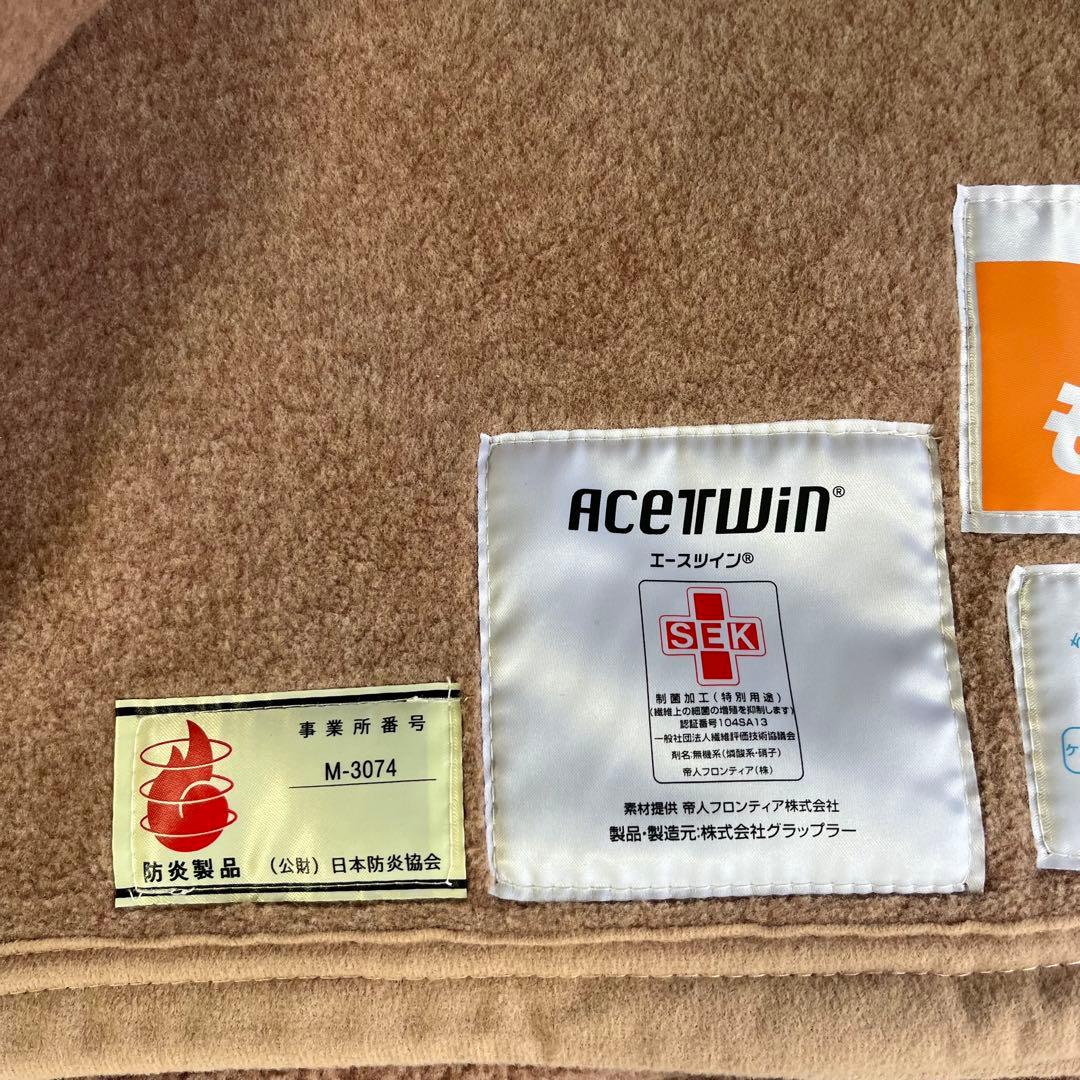 ACETWIN®
エースツイン®
SEK
制菌加工(特別用途)
(繊維上の細菌の増殖を抑制します)
認証番号104SA13
一般社団法人繊維評価技術協議会
剤名:無機系(燐酸系・硝子)
帝人フロンティア(株)
素材提供 帝人フロンティア株式会社
製品・製造元:株式会社グラップラー
事業所番号
M-3074
防炎製品 (公財)日本防炎協会
も
ケ